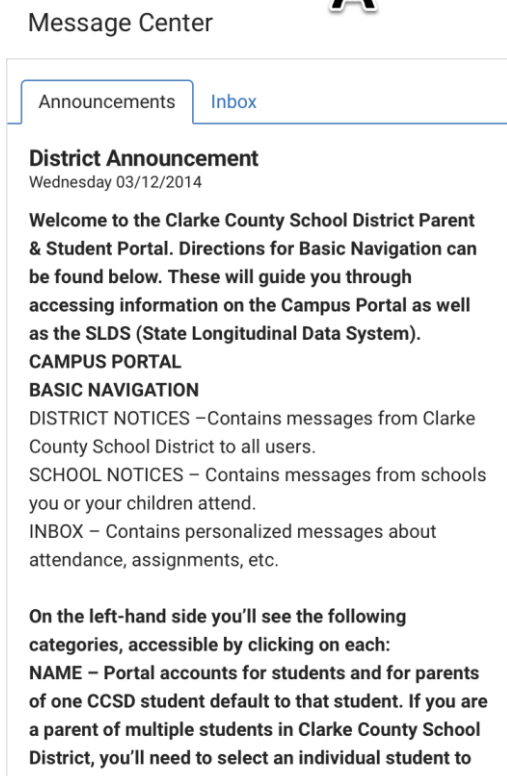 A
Message Center
Announcements Inbox
District Announcement
Wednesday 03/12/2014
Welcome to the Clarke County School District Parent
& Student Portal. Directions for Basic Navigation can
be found below. These will guide you through
accessing information on the Campus Portal as well
as the SLDS (State Longitudinal Data System).
CAMPUS PORTAL
BASIC NAVIGATION
DISTRICT NOTICES –Contains messages from Clarke
County School District to all users.
SCHOOL NOTICES – Contains messages from schools
you or your children attend.
INBOX – Contains personalized messages about
attendance, assignments, etc.
On the left-hand side you’ll see the following
categories, accessible by clicking on each:
NAME – Portal accounts for students and for parents
of one CCSD student default to that student. If you are
a parent of multiple students in Clarke County School
District, you’ll need to select an individual student to